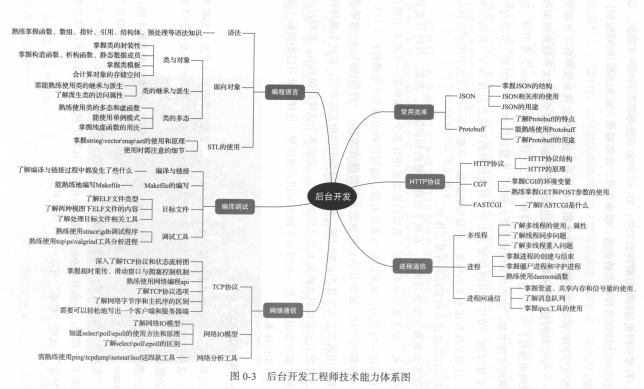 熟练掌握函数、数组、指针、引用、结构体、预处理等语法知识
语法
掌握类的封装性
掌握构造函数、析构函数、静态数据成员
掌握类模板
会计算对象的存储空间
类与对象
需能熟练使用类的继承与派生
了解派生类的访问属性
类的继承与派生
面向对象
熟练使用类的多态和虚函数
能使用单例模式
掌握纯虚函数的用法
类的多态
掌握string\vector\map\set的使用和原理
使用时需注意的细节
STL的使用
编程语言
了解编译与链接过程中都发生了些什么
编译与链接
能熟练地编写Makefile
Makefile的编写
了解ELF文件类型
了解两种视图下ELF文件的内容
了解处理目标文件相关工具
目标文件
熟练使用strace\gdb调试程序
熟练使用top\ps\valgrind工具分析进程
调试工具
编译调试
深入了解TCP协议和状态流转图
掌握超时重传、滑动窗口与拥塞控制机制
熟练使用网络编程api
了解TCP协议选项
了解网络字节序和主机序的区别
需要可以轻松地写出一个客户端和服务器端
TCP协议
了解网络IO模型
知道select\poll\epoll的使用方法和原理
了解select\poll\epoll的区别
网络IO模型
需熟练使用ping\tcpdump\netstat\lsof这四款工具
网络分析工具
网络通信
后台开发
常用类库
JSON
掌握JSON的结构
JSON相关库的使用
JSON的用途
Protobuff
了解Protobuff的特点
能熟练使用Protobuff
了解Protobuff的用途
HTTP协议
HTTP协议
HTTP协议结构
HTTP的原理
CGT
掌握CGI的环境变量
熟练掌握GET和POST参数的使用
FASTCGI
了解FASTCGI是什么
进程通信
多线程
了解多线程的使用、属性
了解线程同步问题
了解多线程重入问题
进程
掌握进程的创建与结束
掌握僵尸进程和守护进程
熟练使用daemon函数
进程间通信
掌握管道、共享内存和信号量的使用
了解消息队列
掌握ipcs工具的使用
图 0-3 后台开发工程师技术能力体系图